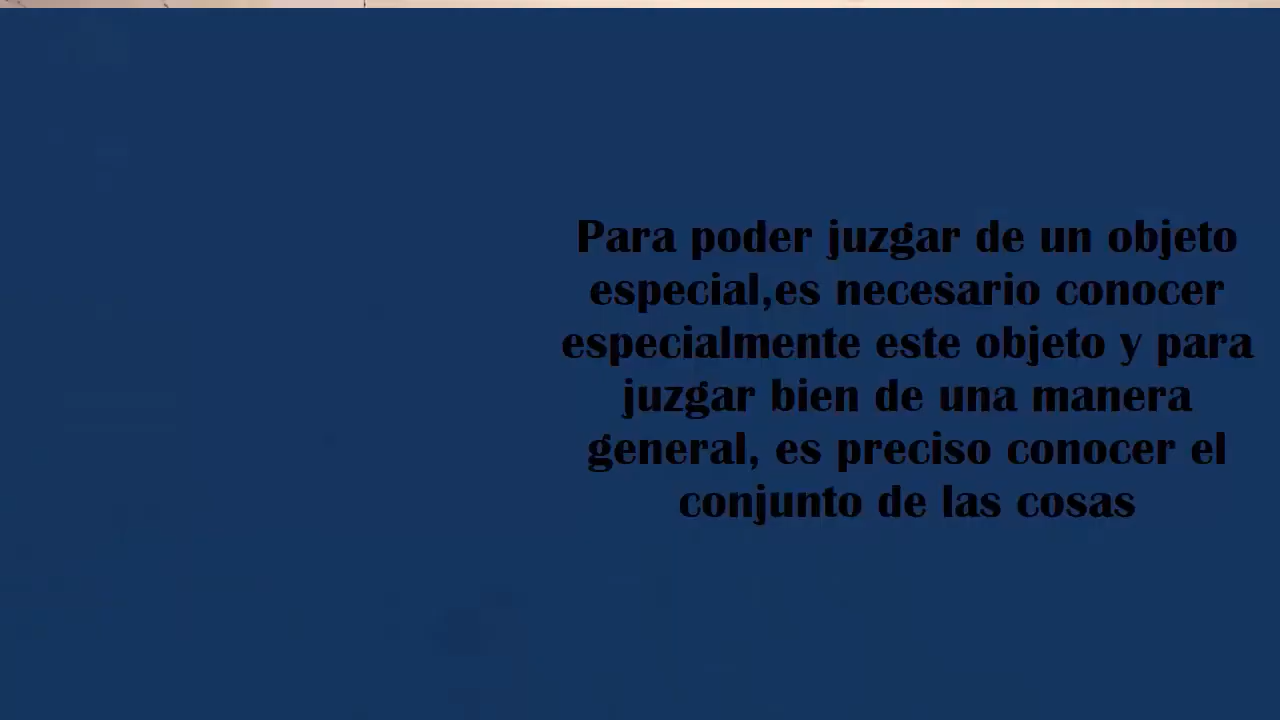 Para poder juzgar de un objeto
especial,es necesario conocer
especialmente este objeto y para
juzgar bien de una manera
general, es preciso conocer el
conjunto de las cosas